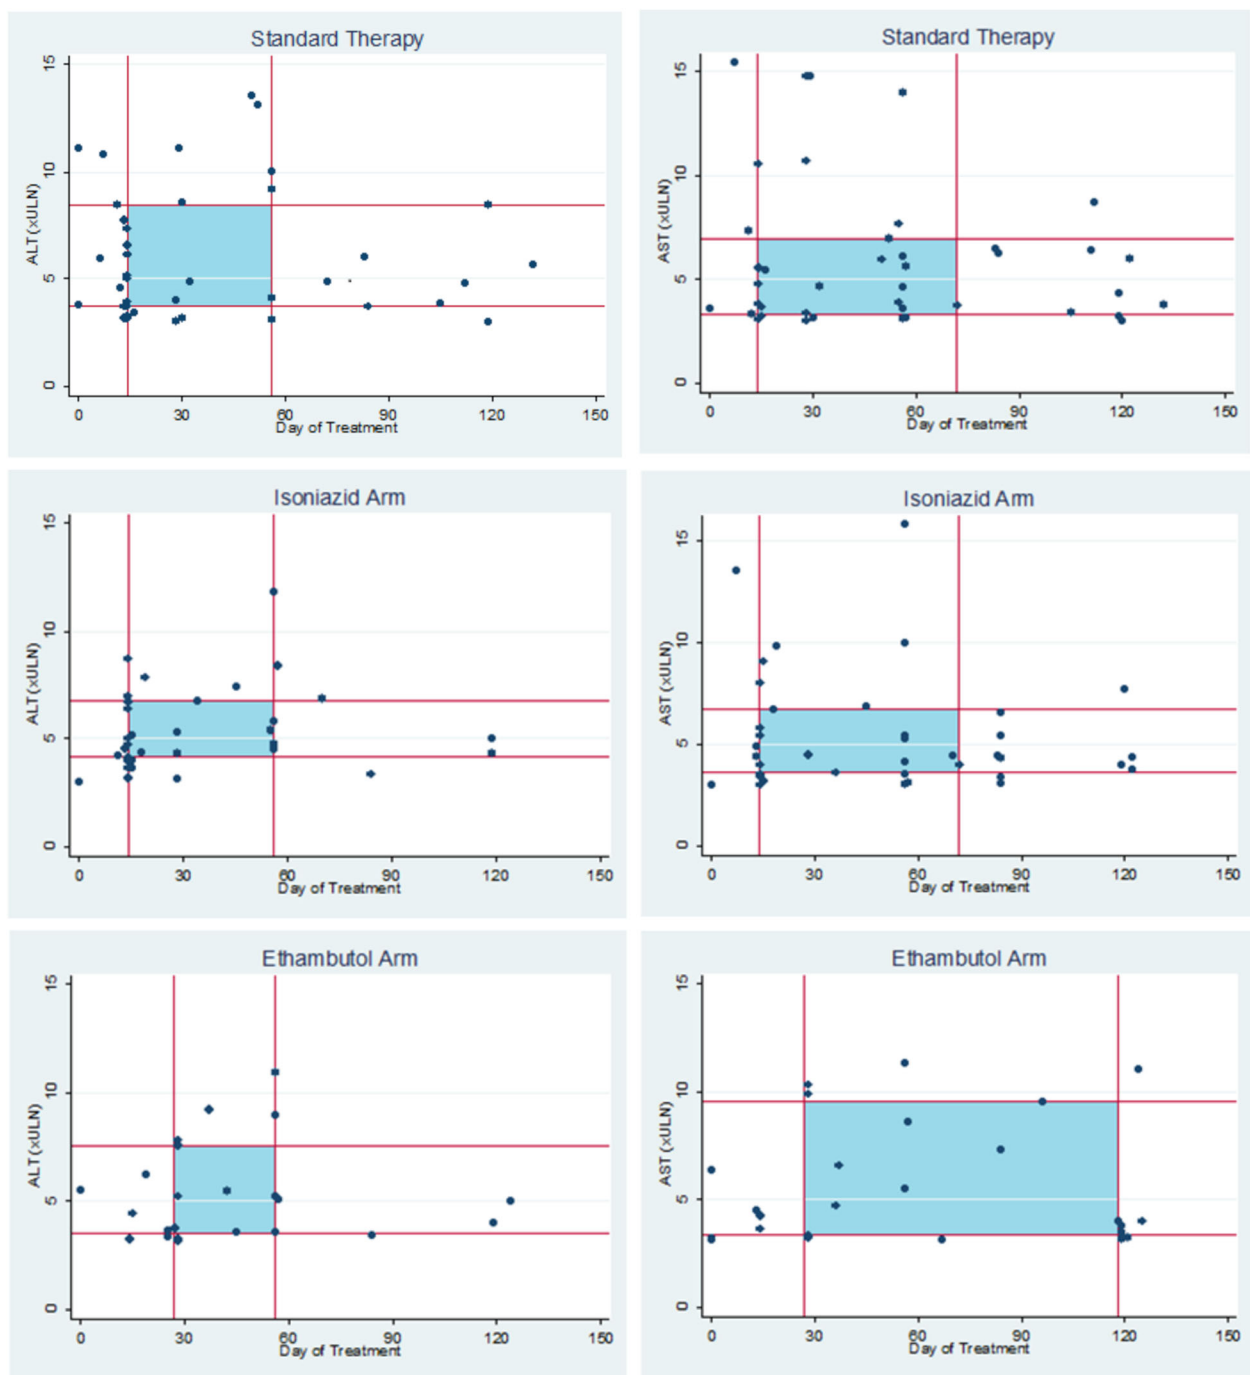 Standard Therapy
ALT (xULN)
15
10
5
0
0 30 60 90 120 150
Day of Treatment
Standard Therapy
AST (xULN)
15
10
5
0
0 30 60 90 120 150
Day of Treatment
Isoniazid Arm
ALT (xULN)
15
10
5
0
0 30 60 90 120 150
Day of Treatment
Isoniazid Arm
AST (xULN)
15
10
5
0
0 30 60 90 120 150
Day of Treatment
Ethambutol Arm
ALT (xULN)
15
10
5
0
0 30 60 90 120 150
Day of Treatment
Ethambutol Arm
AST (xULN)
15
10
5
0
0 30 60 90 120 150
Day of Treatment